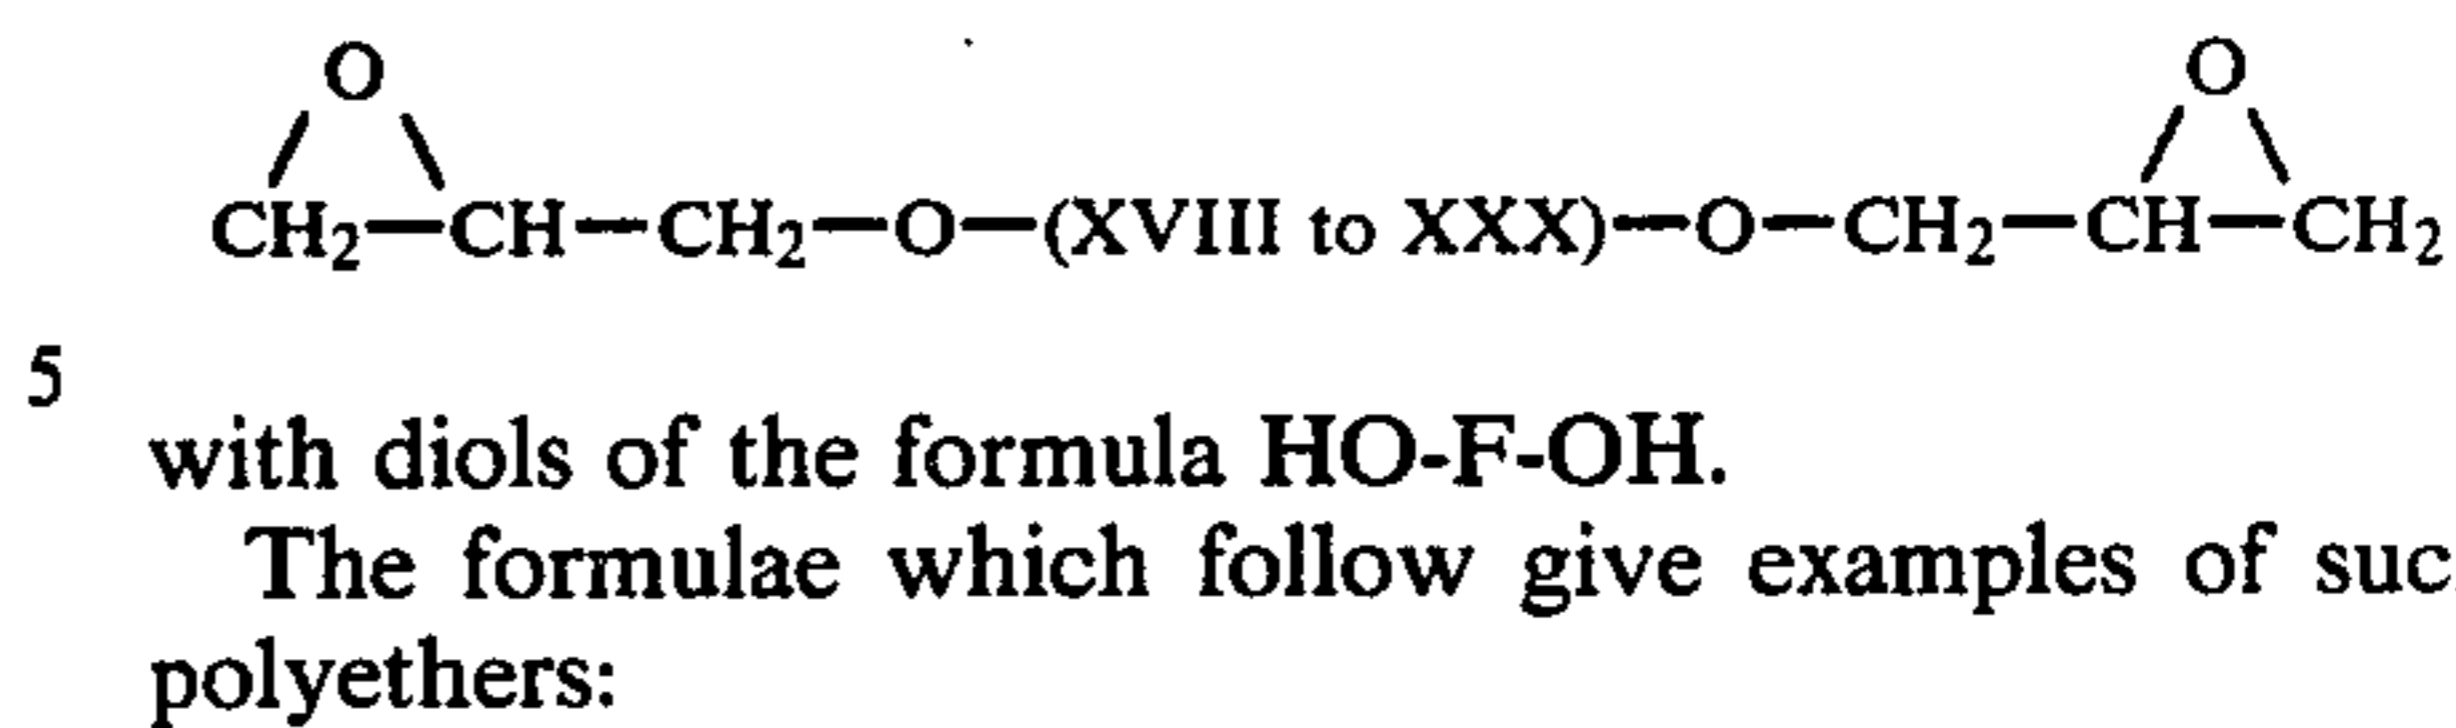 O O
CH₂—CH—CH₂—O—(XVIII to XXX)—O—CH₂—CH—CH₂
5
with diols of the formula HO-F-OH.
The formulae which follow give examples of suc
polyethers: